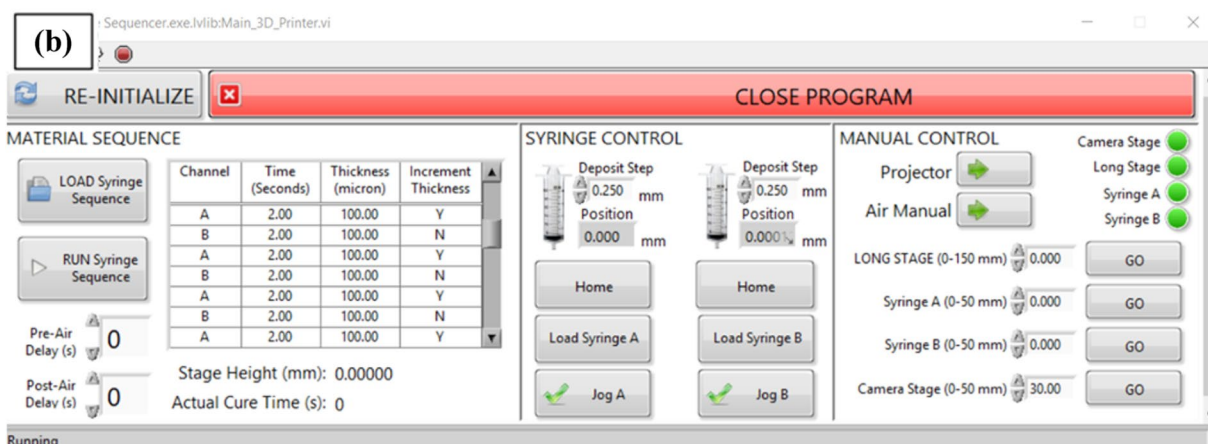 (b)
Sequencer.exe.lvlib:Main_3D_Printer.vi
RE-INITIALIZE
CLOSE PROGRAM
MATERIAL SEQUENCE
LOAD Syringe
Sequence
RUN Syringe
Sequence
Pre-Air
Delay (s)
0
Post-Air
Delay (s)
0
Channel Time (Seconds) Thickness (micron) Increment Thickness
A 2.00 100.00 Y
B 2.00 100.00 N
A 2.00 100.00 Y
B 2.00 100.00 N
A 2.00 100.00 Y
B 2.00 100.00 N
A 2.00 100.00 Y
Stage Height (mm): 0.00000
Actual Cure Time (s): 0
SYRINGE CONTROL
Deposit Step
0.250 mm
Position
0.000 mm
Home
Load Syringe A
Jog A
Deposit Step
0.250 mm
Position
0.000 mm
Home
Load Syringe B
Jog B
MANUAL CONTROL
Projector
Air Manual
Camera Stage
Long Stage
Syringe A
Syringe B
LONG STAGE (0-150 mm) 0.000 GO
Syringe A (0-50 mm) 0.000 GO
Syringe B (0-50 mm) 0.000 GO
Camera Stage (0-50 mm) 30.00 GO
Running